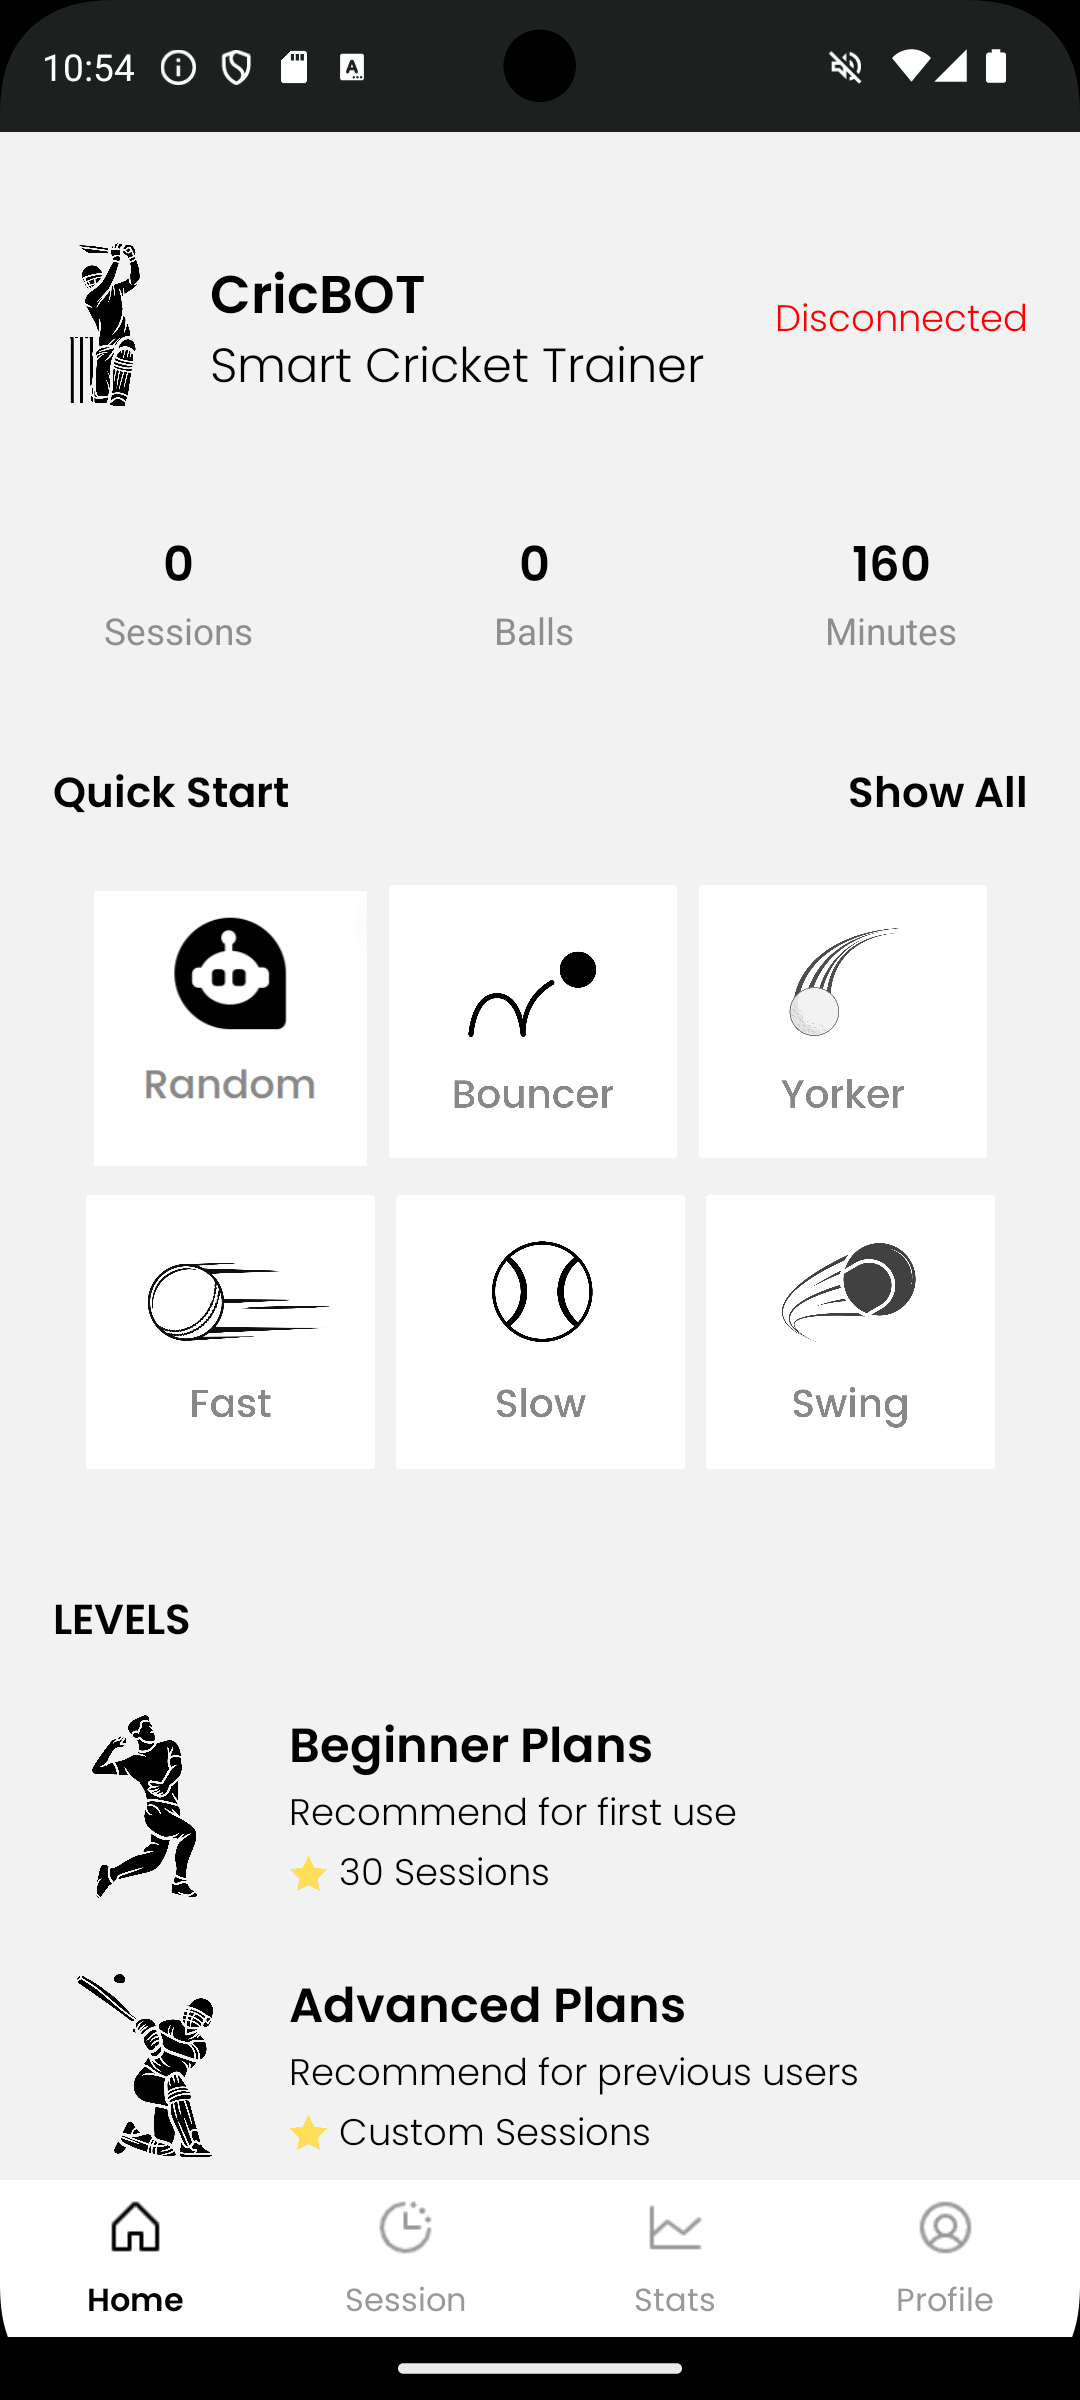 10:54
CricBOT
Smart Cricket Trainer
Disconnected
0
Sessions
0
Balls
160
Minutes
Quick Start
Show All
Random
Bouncer
Yorker
Fast
Slow
Swing
LEVELS
Beginner Plans
Recommend for first use
30 Sessions
Advanced Plans
Recommend for previous users
Custom Sessions
Home
Session
Stats
Profile